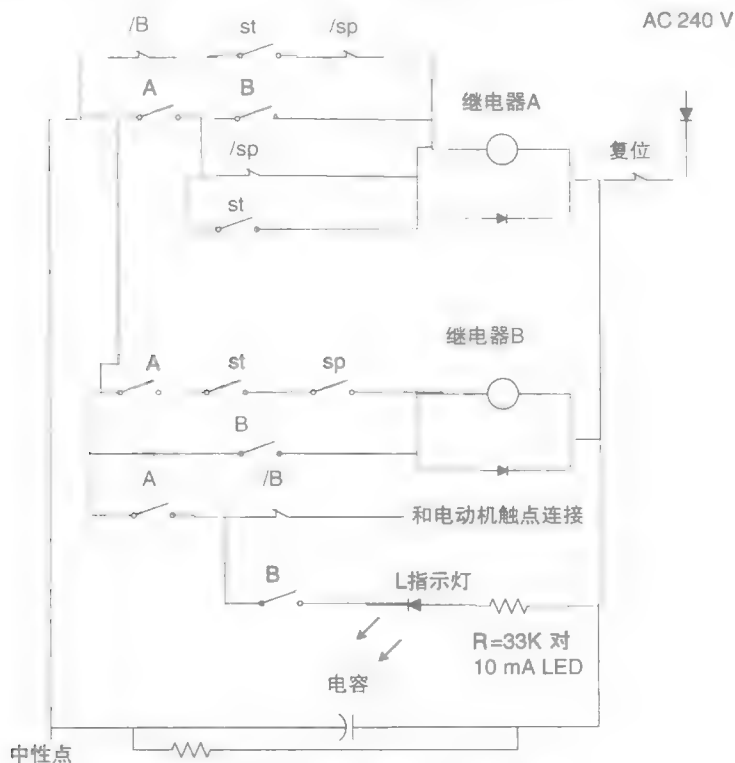 AC 240 V
/B st /sp
A B
继电器A
复位
/sp
st
继电器B
A st sp
B
A /B
和电动机触点连接
B
L指示灯
R=33K 对
10 mA LED
电容
中性点